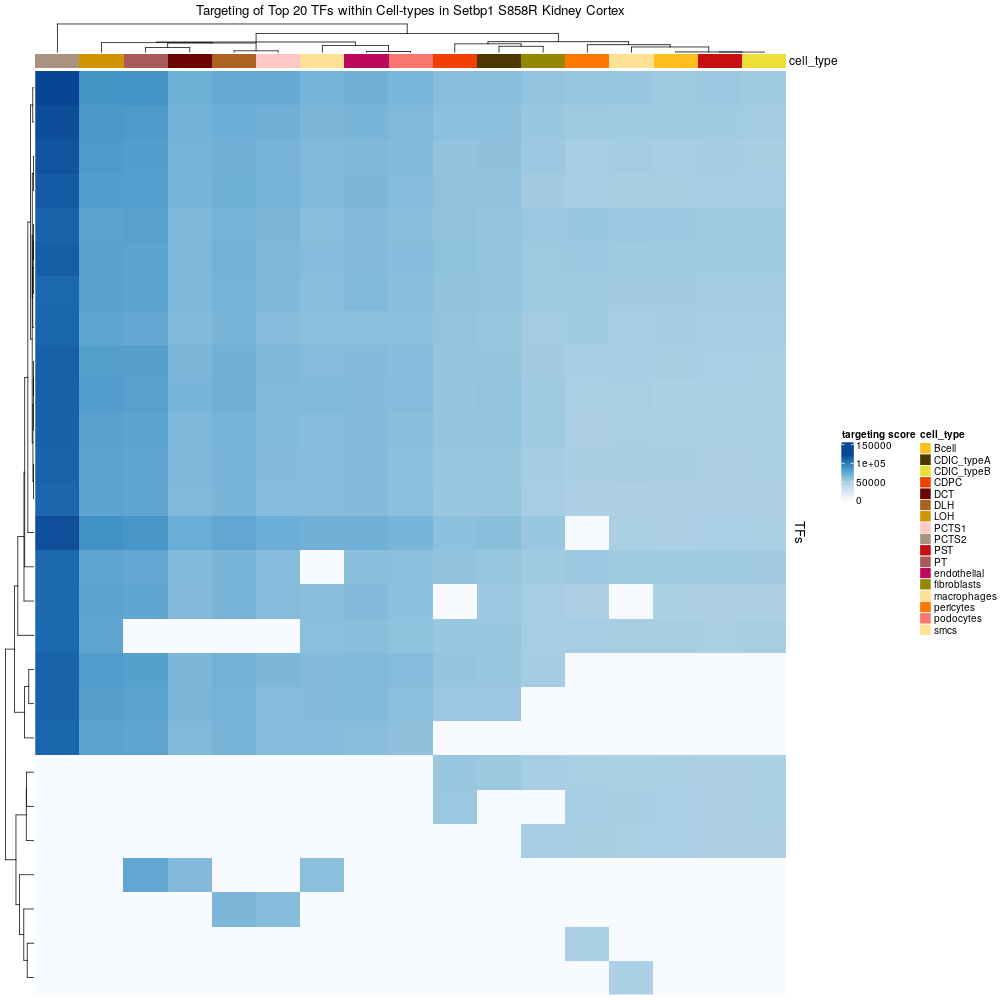 Targeting of Top 20 TFs within Cell-types in Setbp1 S858R Kidney Cortex
cell_type
TFs
targeting score
150000
1e+05
50000
0
cell_type
Bcell
CDIC_typeA
CDIC_typeB
CDPC
DCT
DLH
LOH
PCTS1
PCTS2
PST
PT
endothelial
fibroblasts
macrophages
pericytes
podocytes
smcs